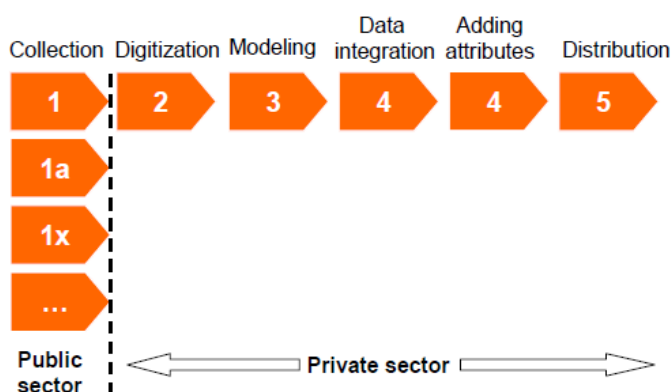 Collection Digitization Modeling Data integration Adding attributes Distribution
1 2 3 4 4 5
1a
1x
...
Public sector
Private sector